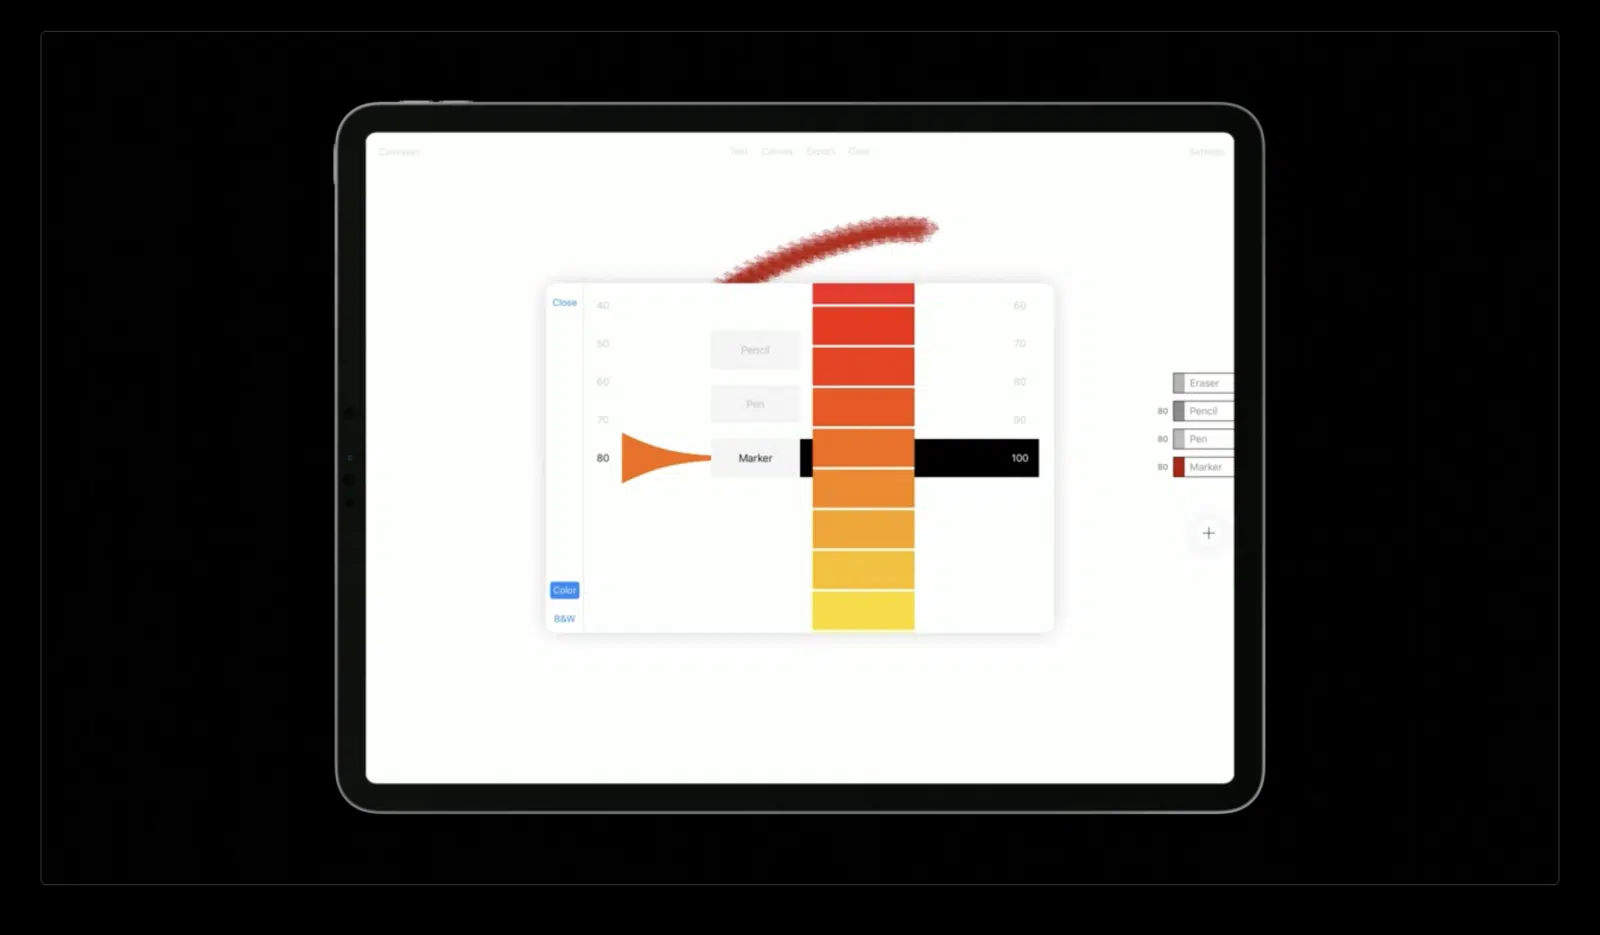 Canvases
Text Canvas Export Clear
Settings
Close
40
50
60
70
80
Pencil
Pen
Marker
60
70
80
90
100
Color
B&W
Eraser
80 Pencil
80 Pen
80 Marker
+